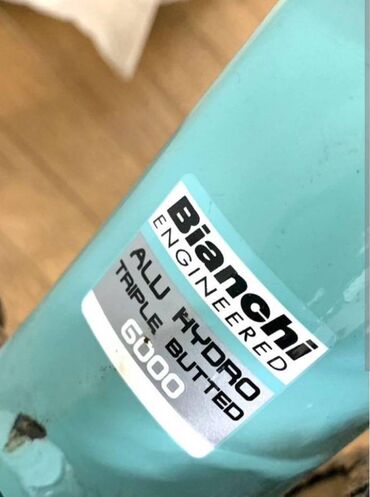 Bianchi
ENGINEERED
ALU HYDRO
TRIPLE BUTTED
6000